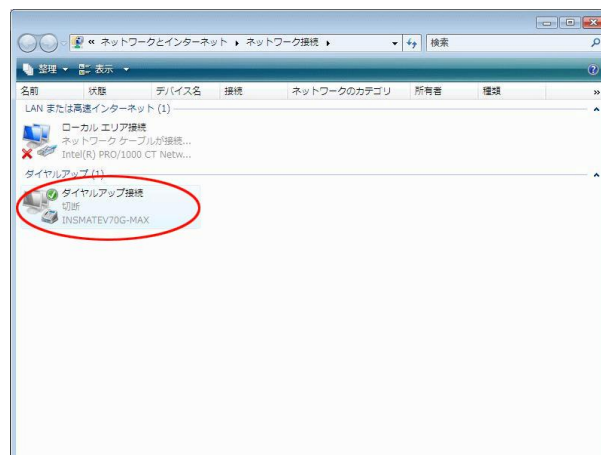 « ネットワークとインターネット ▸ ネットワーク接続 ▸ 検索
整理 表示
名前 状態 デバイス名 接続 ネットワークのカテゴリ 所有者 種類 »
LAN または高速インターネット (1)
ローカル エリア接続
ネットワーク ケーブルが接続...
Intel(R) PRO/1000 CT Netw...
ダイヤルアップ (1)
ダイヤルアップ接続
切断
INSMATEV70G-MAX